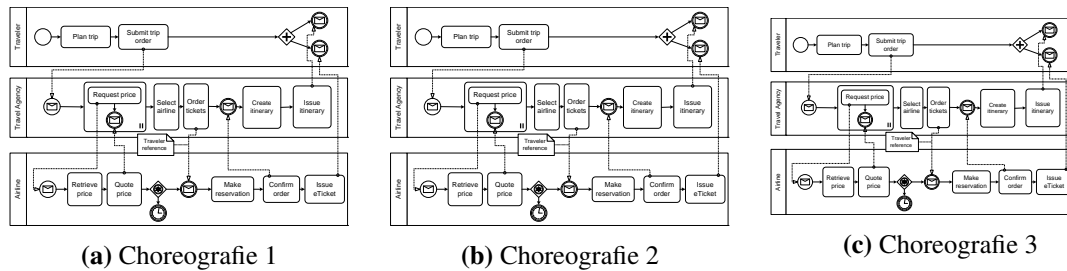 Traveler
Plan trip
Submit trip
order
Travel Agency
Request price
Select
airline
Order
tickets
Create
itinerary
Issue
itinerary
Traveler
reference
Airline
Retrieve
price
Quote
price
Make
reservation
Confirm
order
Issue
eTicket
(a) Choreografie 1
Traveler
Plan trip
Submit trip
order
Travel Agency
Request price
Select
airline
Order
tickets
Create
itinerary
Issue
itinerary
Traveler
reference
Airline
Retrieve
price
Quote
price
Make
reservation
Confirm
order
Issue
eTicket
(b) Choreografie 2
Traveler
Plan trip
Submit trip
order
Travel Agency
Request price
Select
airline
Order
tickets
Create
itinerary
Issue
itinerary
Traveler
reference
Airline
Retrieve
price
Quote
price
Make
reservation
Confirm
order
Issue
eTicket
(c) Choreografie 3